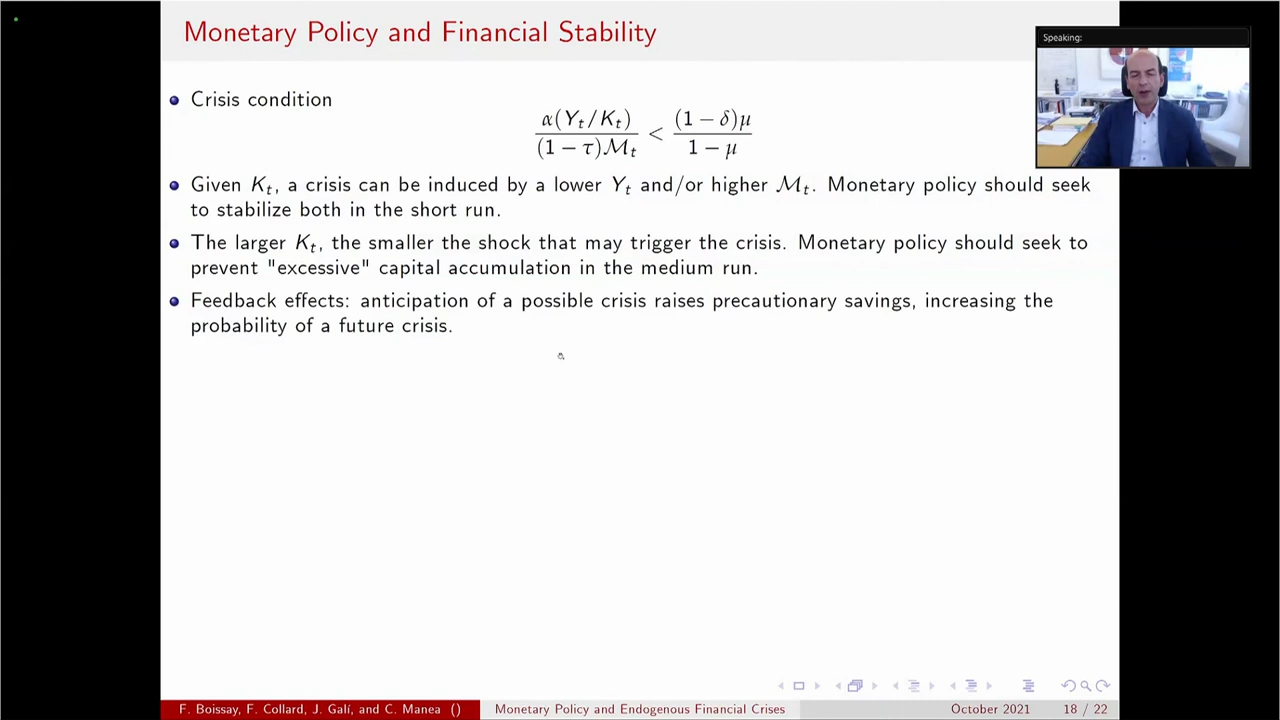 Monetary Policy and Financial Stability
Speaking:
Crisis condition
α(Y_t/K_t) / (1 − τ)ℳ_t < (1 − δ)μ / 1 − μ
Given K_t, a crisis can be induced by a lower Y_t and/or higher ℳ_t. Monetary policy should seek
to stabilize both in the short run.
The larger K_t, the smaller the shock that may trigger the crisis. Monetary policy should seek to
prevent "excessive" capital accumulation in the medium run.
Feedback effects: anticipation of a possible crisis raises precautionary savings, increasing the
probability of a future crisis.
F. Boissay, F. Collard, J. Galí, and C. Manea ()
Monetary Policy and Endogenous Financial Crises
October 2021
18 / 22